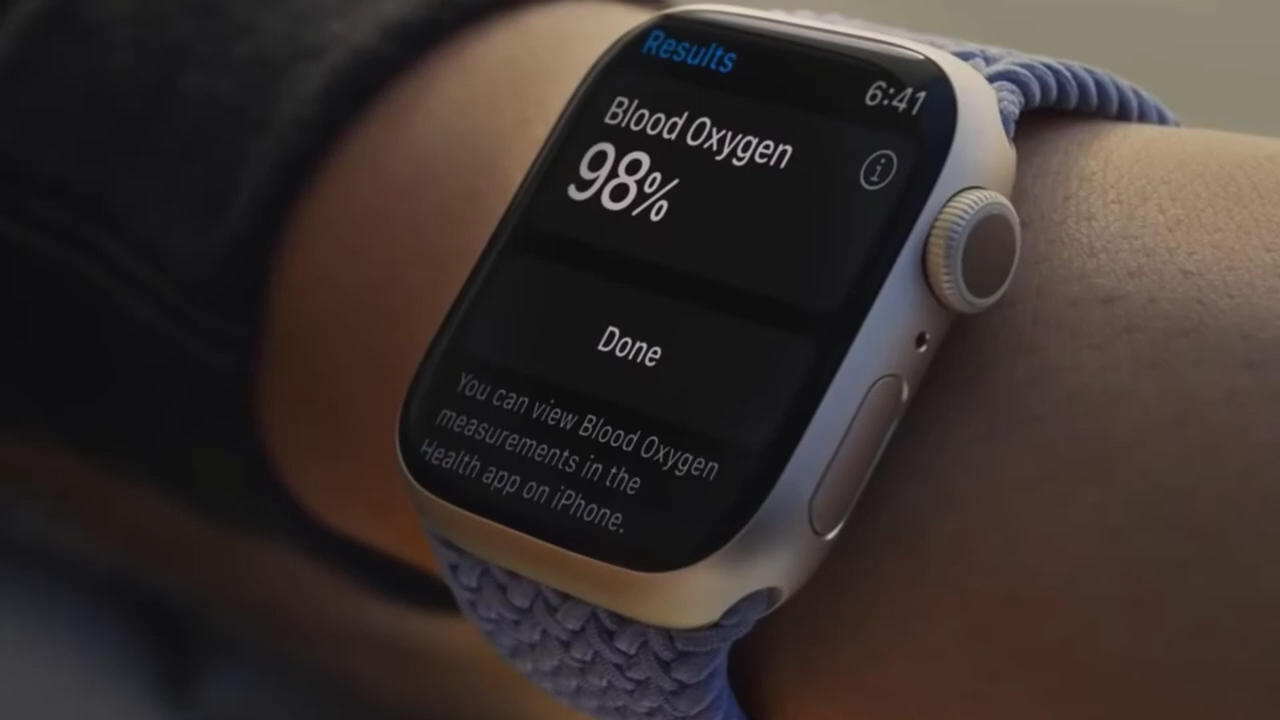 Results
6:41
Blood Oxygen
98%
Done
You can view Blood Oxygen
measurements in the
Health app on iPhone.